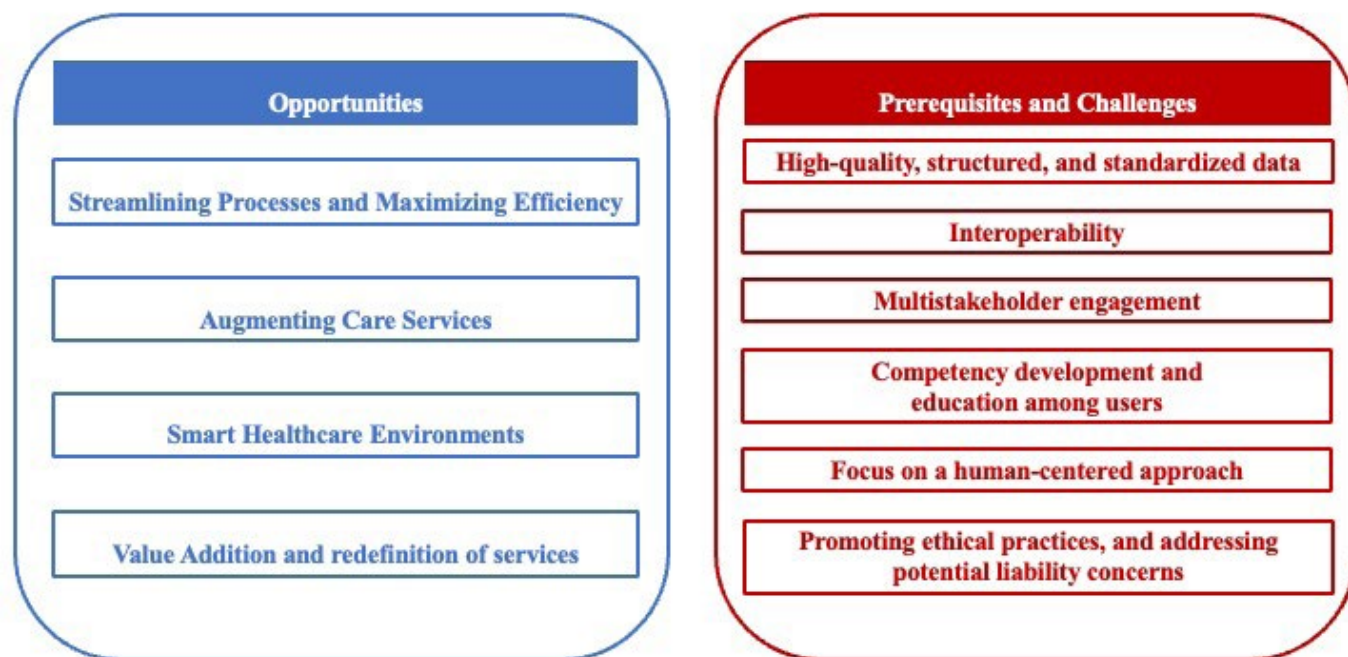 Opportunities
Streamlining Processes and Maximizing Efficiency
Augmenting Care Services
Smart Healthcare Environments
Value Addition and redefinition of services
Prerequisites and Challenges
High-quality, structured, and standardized data
Interoperability
Multistakeholder engagement
Competency development and
education among users
Focus on a human-centered approach
Promoting ethical practices, and addressing
potential liability concerns